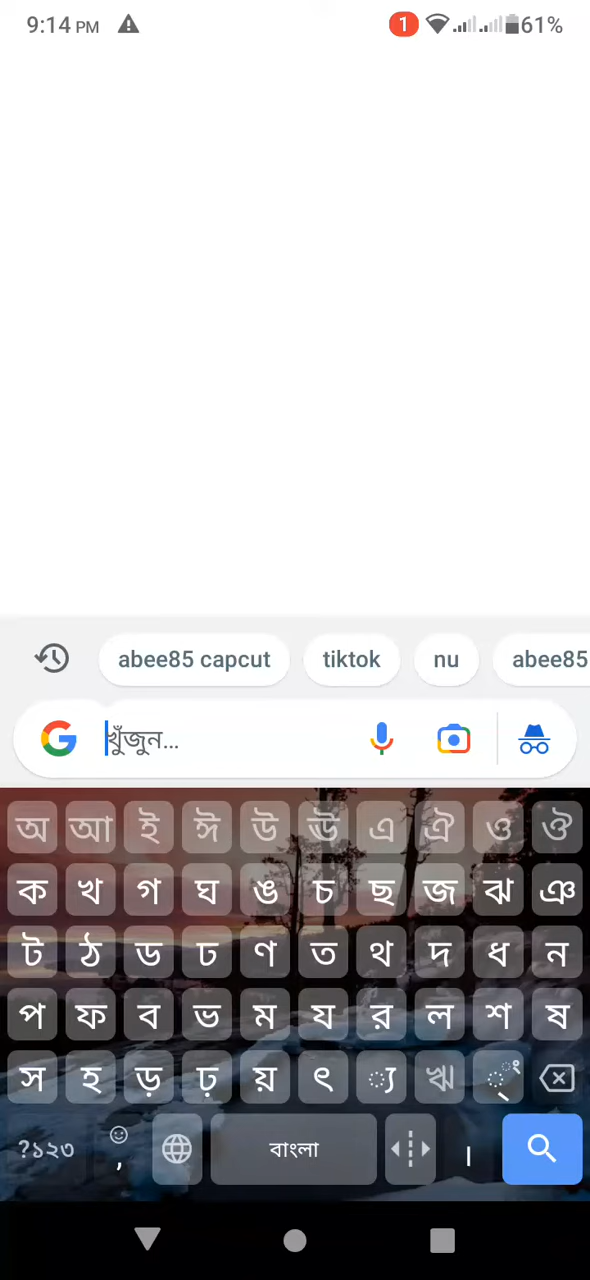 9:14 PM 1 61%
abee85 capcut tiktok nu abee85
খুঁজুন...
অ আ ই ঈ উ ঊ এ ঐ ও ঔ
ক খ গ ঘ ঙ চ ছ জ ঝ ঞ
ট ঠ ড ঢ ণ ত থ দ ধ ন
প ফ ব ভ ম য র ল শ ষ
স হ ড় ঢ় য় ৎ ্য ঋ ্ ং
?১২৩ , বাংলা ।